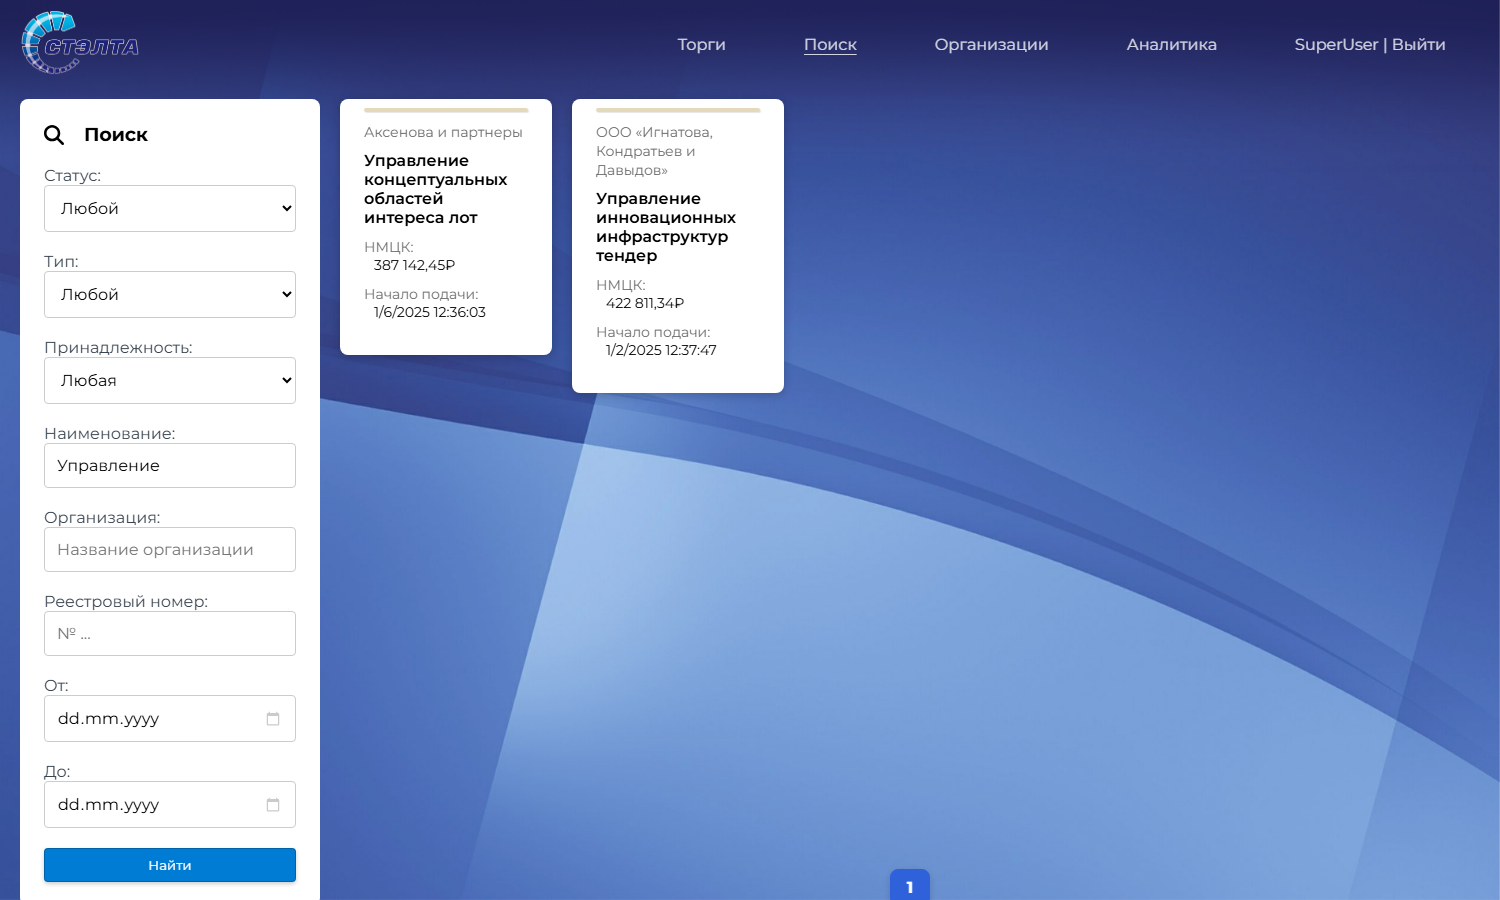 СТЭЛТА
Торги
Поиск
Организации
Аналитика
SuperUser | Выйти
Поиск
Статус:
Любой
Тип:
Любой
Принадлежность:
Любая
Наименование:
Управление
Организация:
Название организации
Реестровый номер:
№ ...
От:
dd.mm.yyyy
До:
dd.mm.yyyy
Найти
Аксенова и партнеры
Управление
концептуальных
областей
интереса лот
НМЦК:
387 142,45₽
Начало подачи:
1/6/2025 12:36:03
ООО «Игнатова,
Кондратьев и
Давыдов»
Управление
инновационных
инфраструктур
тендер
НМЦК:
422 811,34₽
Начало подачи:
1/2/2025 12:37:47
1